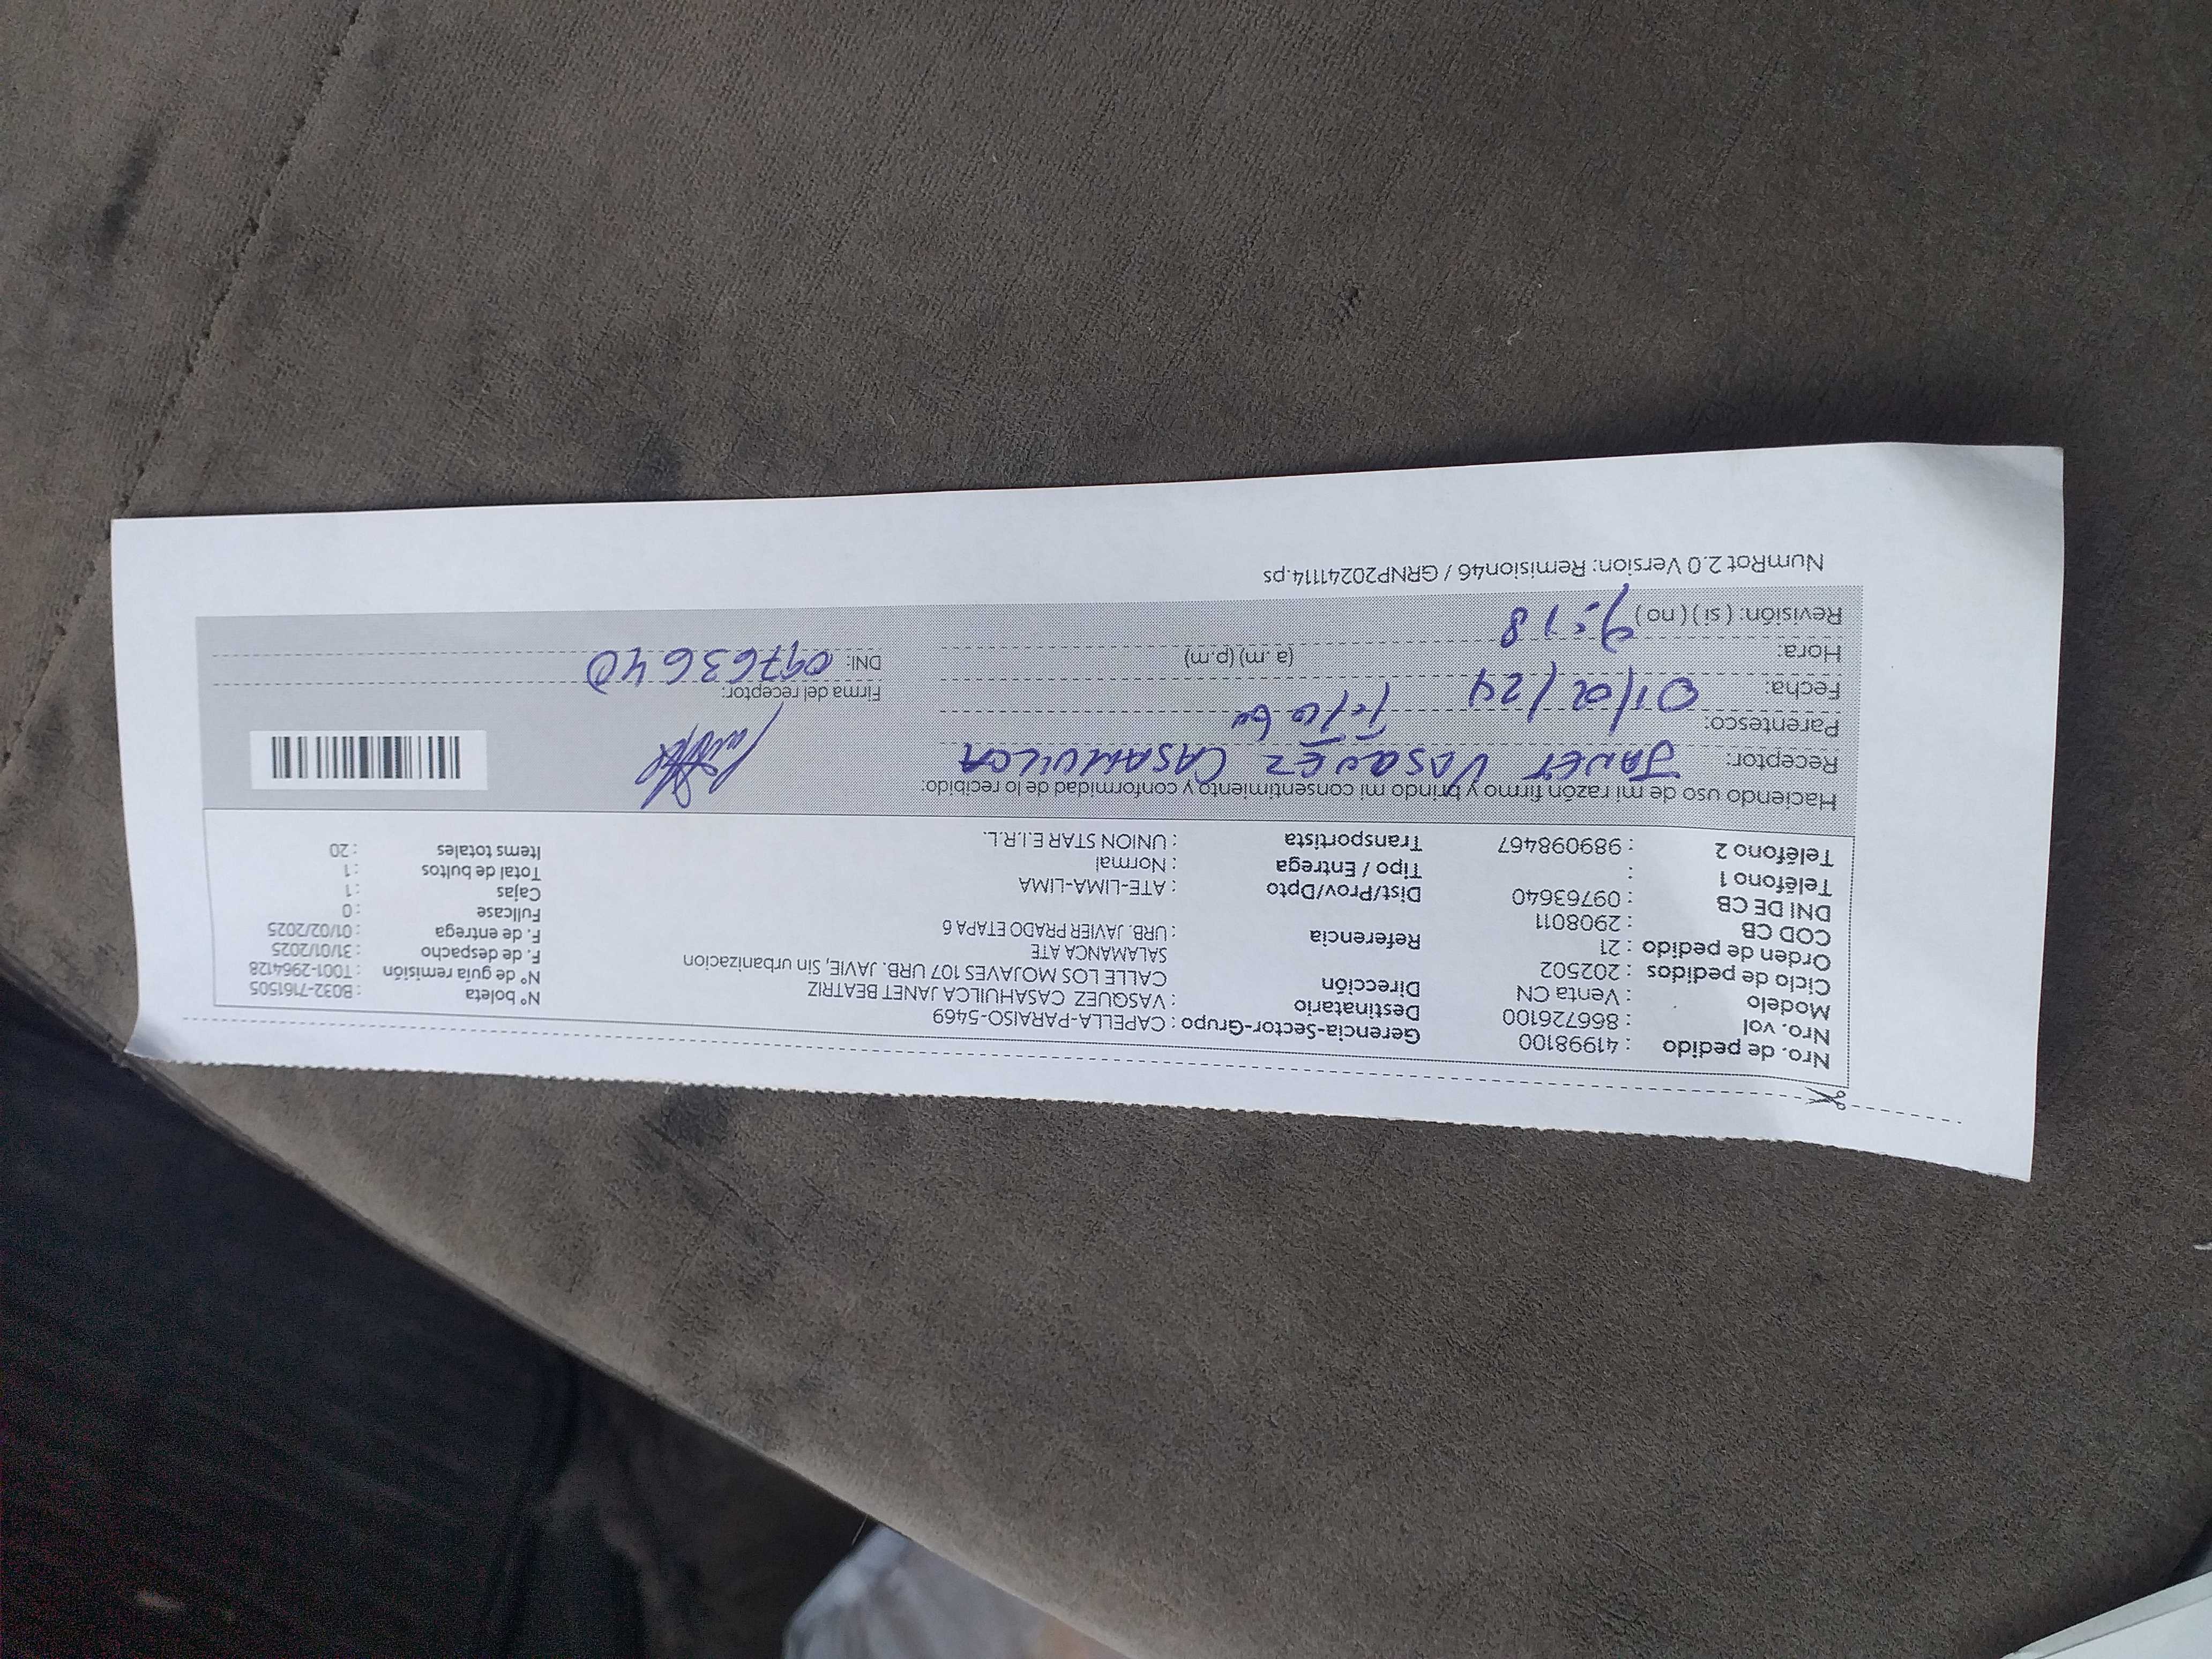 Nro. de pedido : 41998100
Nro. vol : 866726100
Modelo : Venta CN
Ciclo de pedidos : 202502
Orden de pedido : 21
COD CB : 2908011
DNI DE CB : 09763640
Teléfono 1 :
Teléfono 2 : 989098467
Gerencia-Sector-Grupo : CAPELLA-PARAISO-5469
Destinatario : VASQUEZ CASAHUILCA JANET BEATRIZ
Dirección CALLE LOS MOJAVES 107 URB. JAVIE, Sin urbanizacion
SALAMANCA ATE
Referencia : URB. JAVIER PRADO ETAPA 6
Dist/Prov/Dpto : ATE-LIMA-LIMA
Tipo / Entrega : Normal
Transportista : UNION STAR E.I.R.L.
N° boleta : B032-7161505
N° de guía remisión : T001-2964128
F. de despacho : 31/01/2025
F. de entrega : 01/02/2025
Fullcase : 0
Cajas : 1
Total de bultos : 1
Items totales : 20
Haciendo uso de mi razón firmo y brindo mi consentimiento y conformidad de lo recibido:
Receptor: JANET VASQUEZ CASAHUILCA
Parentesco:
Fecha: 01/2/24
Hora: (a. m) (p.m)
Revisión: ( si ) ( no ) 9:18
Firma del receptor:
DNI: 09763640
NumRot 2.0 Version: Remision46 / GRNP20241114.ps